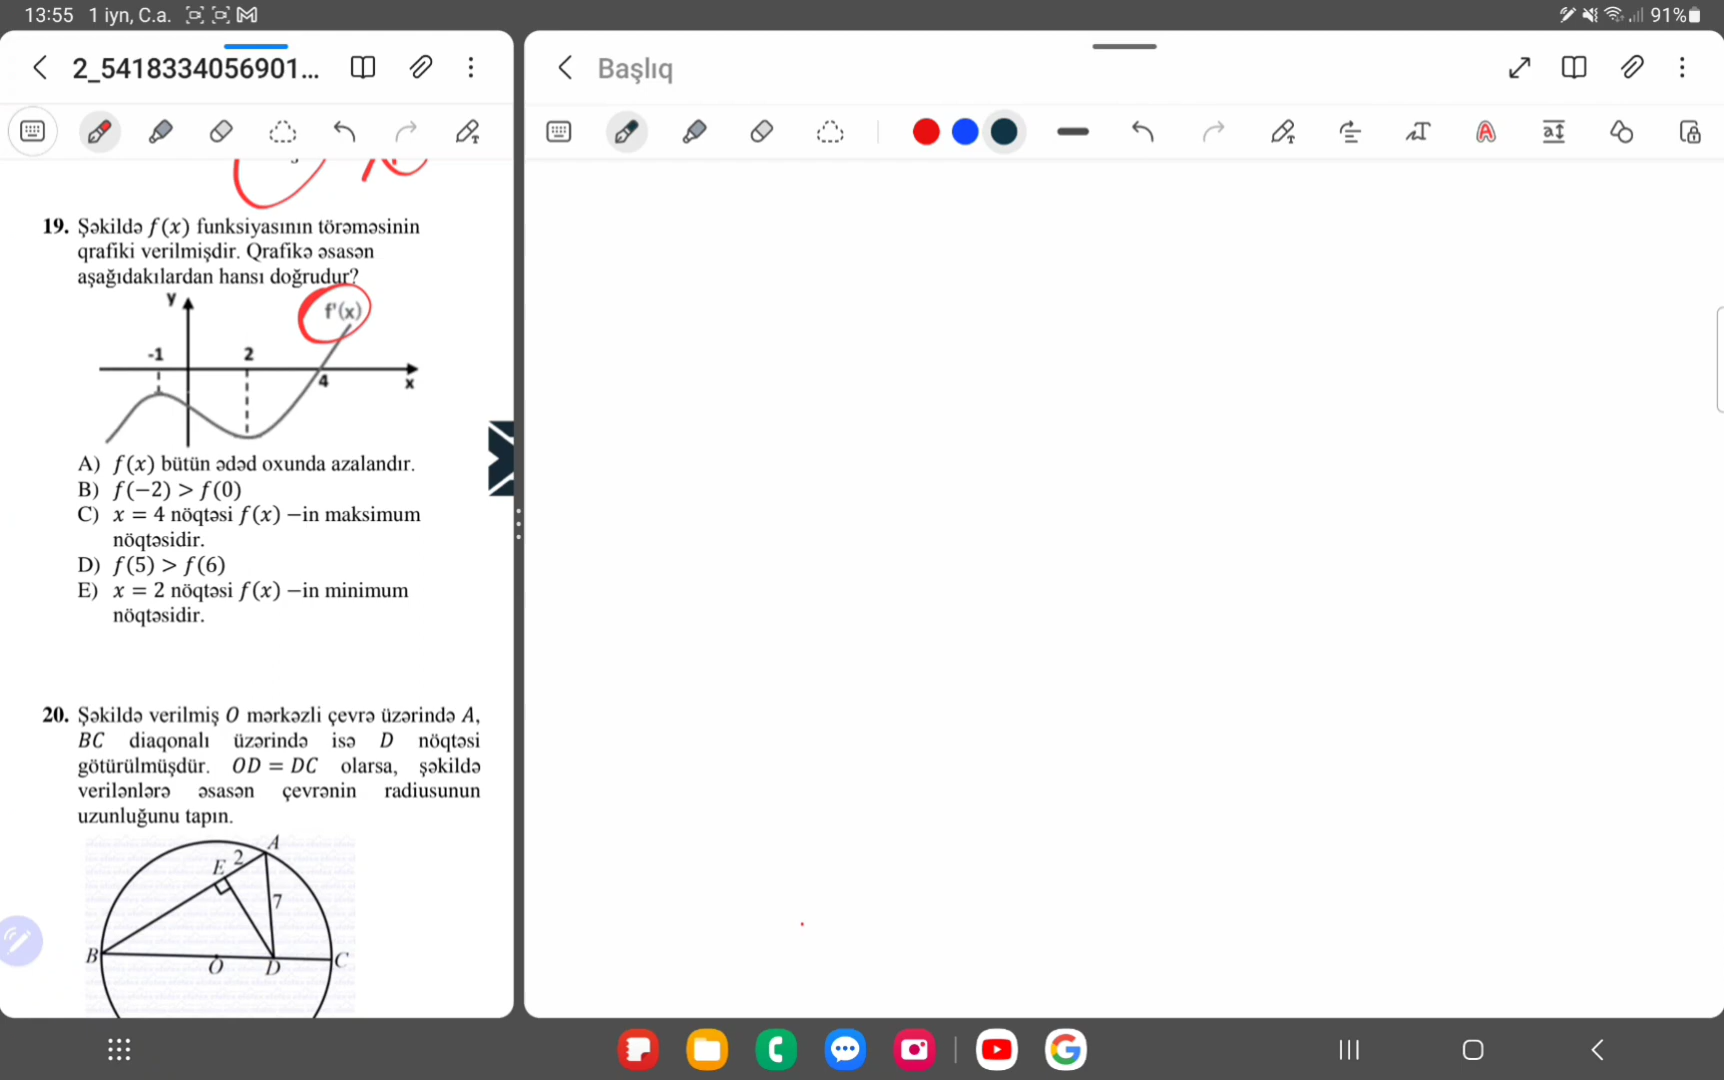 13:55 1 iyn, C.a.
91%
2_5418334056901...
Başlıq
19. Şəkildə f(x) funksiyasının törəməsinin
qrafiki verilmişdir. Qrafikə əsasən
aşağıdakılardan hansı doğrudur?
y
f'(x)
-1
2
4
x
A) f(x) bütün ədəd oxunda azalandır.
B) f(−2) > f(0)
C) x = 4 nöqtəsi f(x) −in maksimum
nöqtəsidir.
D) f(5) > f(6)
E) x = 2 nöqtəsi f(x) −in minimum
nöqtəsidir.
20. Şəkildə verilmiş O mərkəzli çevrə üzərində A,
BC diaqonalı üzərində isə D nöqtəsi
götürülmüşdür. OD = DC olarsa, şəkildə
verilənlərə əsasən çevrənin radiusunun
uzunluğunu tapın.
A
E 2
7
B
O
D
C